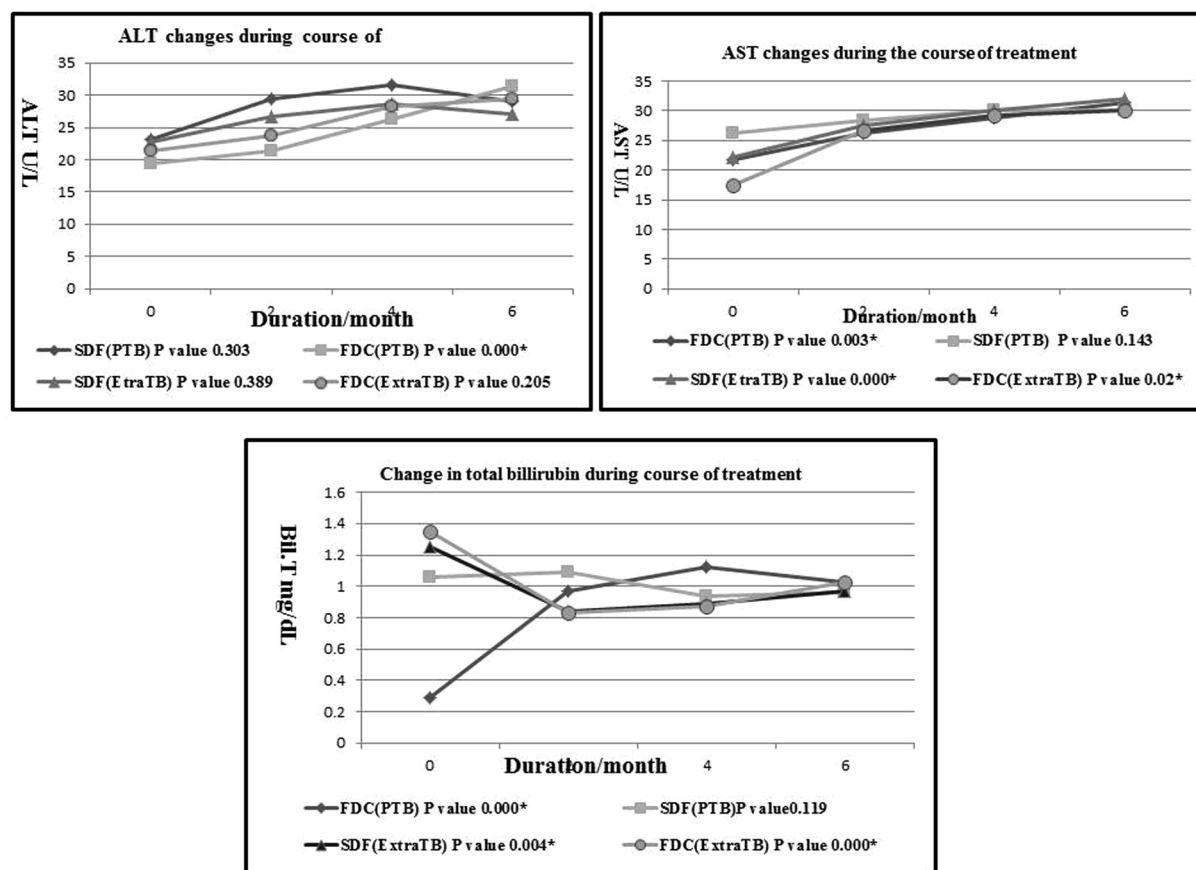 ALT changes during course of
35
30
25
20
15
10
5
0
ALT U/L
0 2 4 6
Duration/month
SDF(PTB) P value 0.303 FDC(PTB) P value 0.000*
SDF(EtraTB) P value 0.389 FDC(ExtraTB) P value 0.205
AST changes during the course of treatment
35
30
25
20
15
10
5
0
AST U/L
0 2 4 6
Duration/month
FDC(PTB) P value 0.003* SDF(PTB) P value 0.143
SDF(EtraTB) P value 0.000* FDC(ExtraTB) P value 0.02*
Change in total billirubin during course of treatment
1.6
1.4
1.2
1
0.8
0.6
0.4
0.2
0
Bil.T mg/dL
0 2 4 6
Duration/month
FDC(PTB) P value 0.000* SDF(PTB)P value0.119
SDF(ExtraTB) P value 0.004* FDC(ExtraTB) P value 0.000*